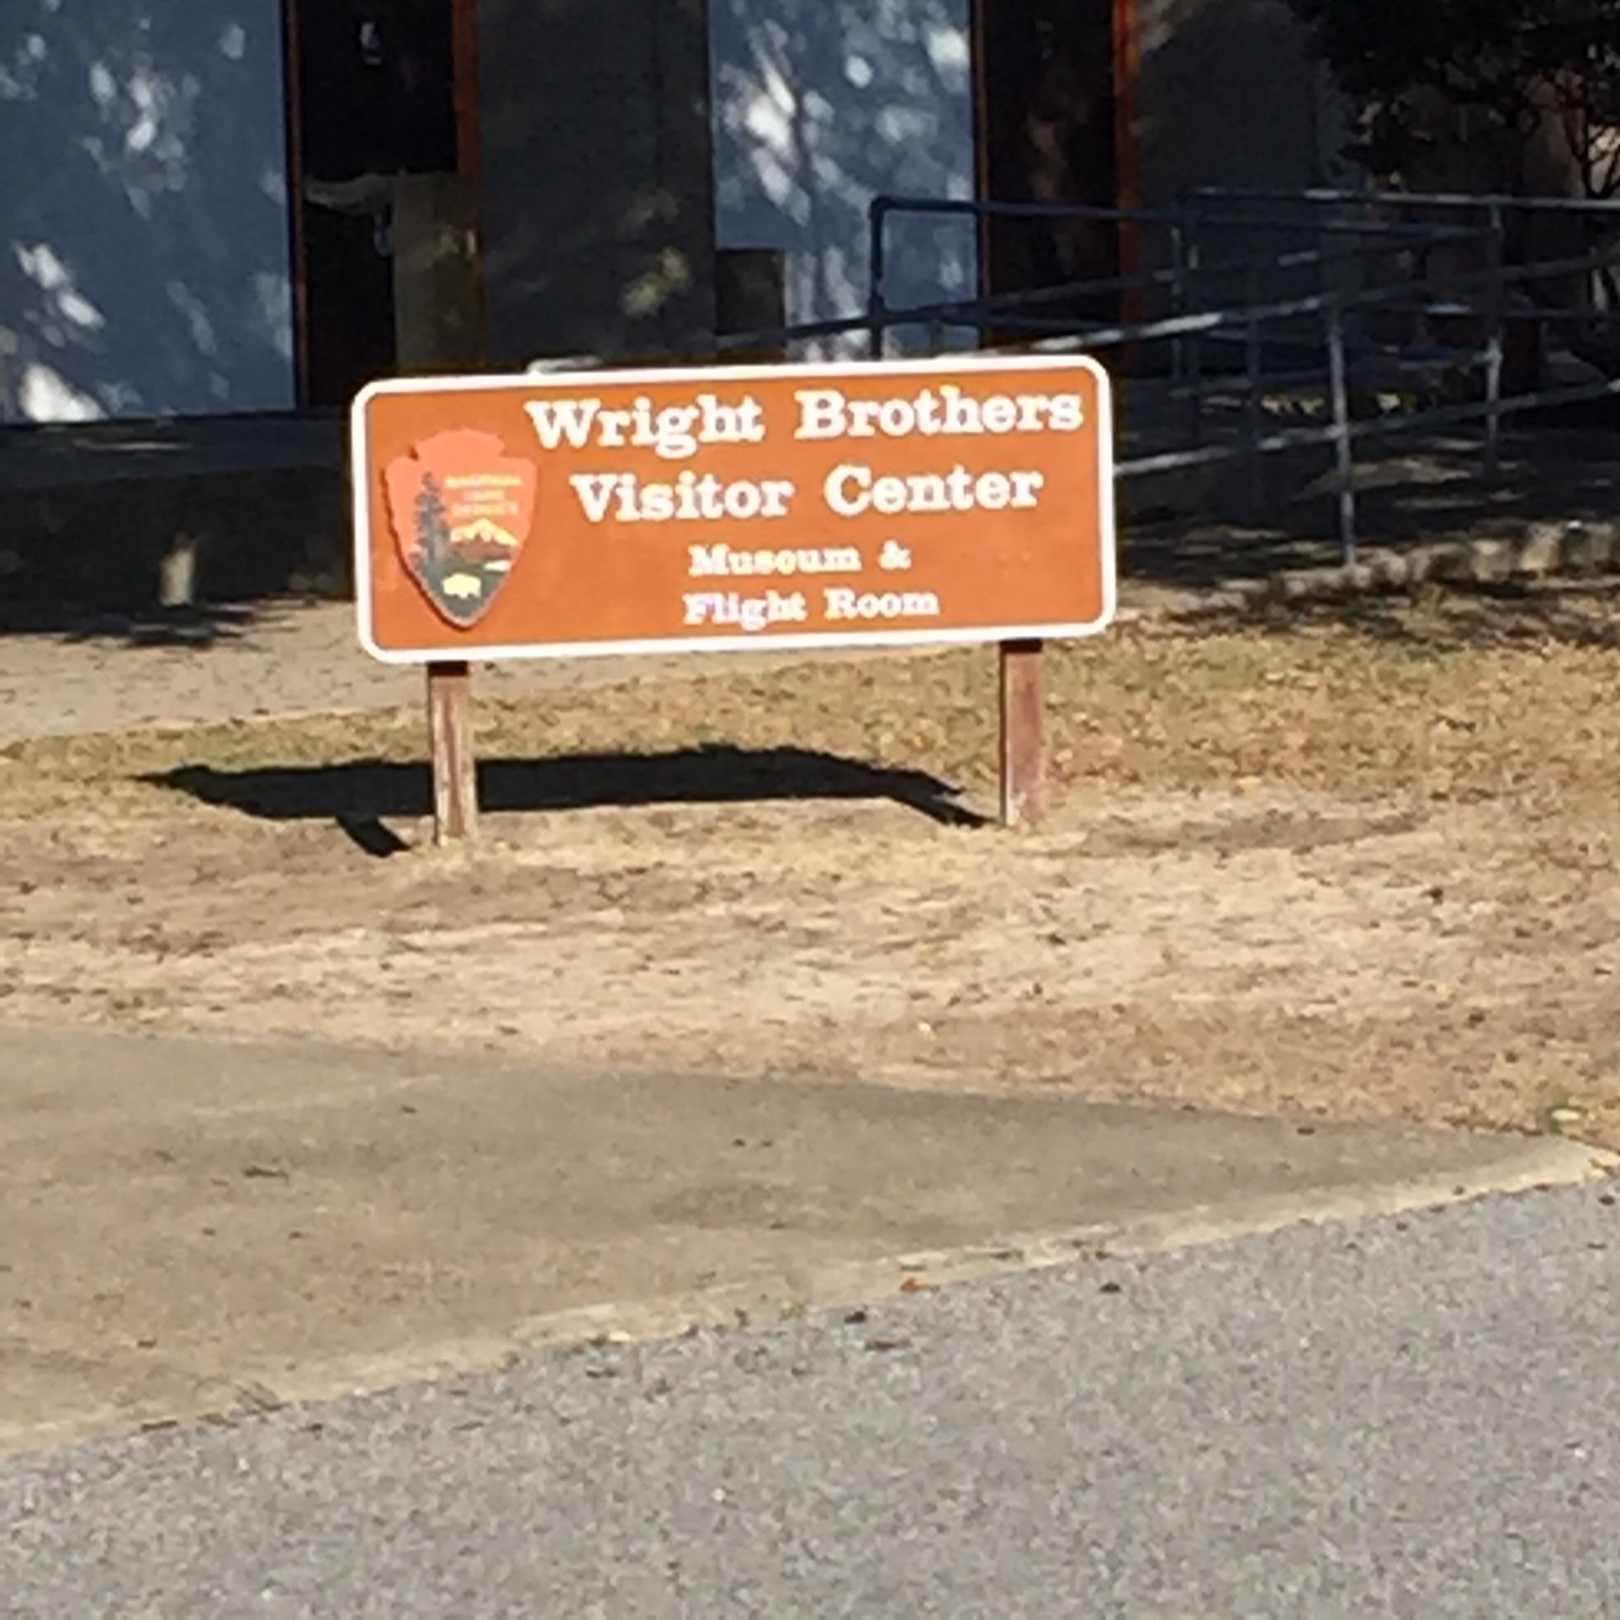 Wright Brothers
Visitor Center
Museum &
Flight Room